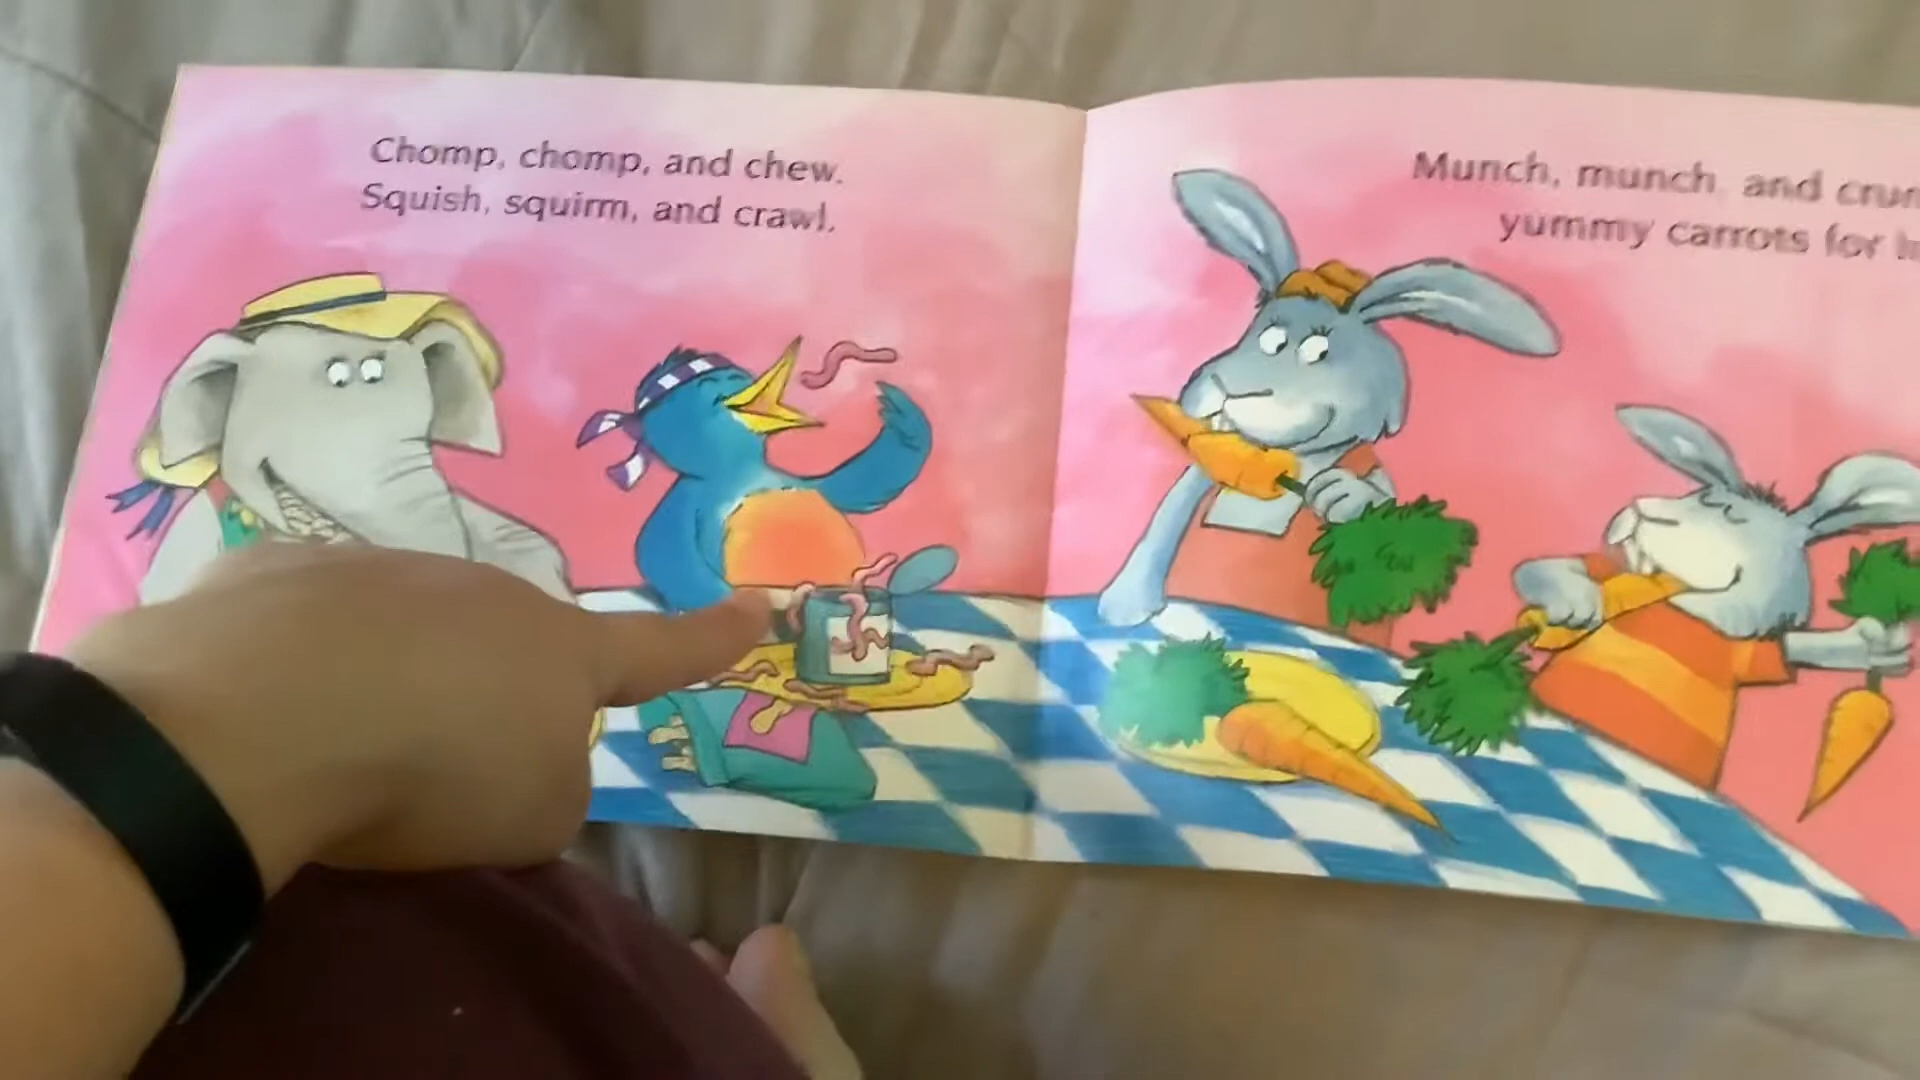 Chomp, chomp, and chew.
Squish, squirm, and crawl.
Munch, munch, and
yummy carrots for